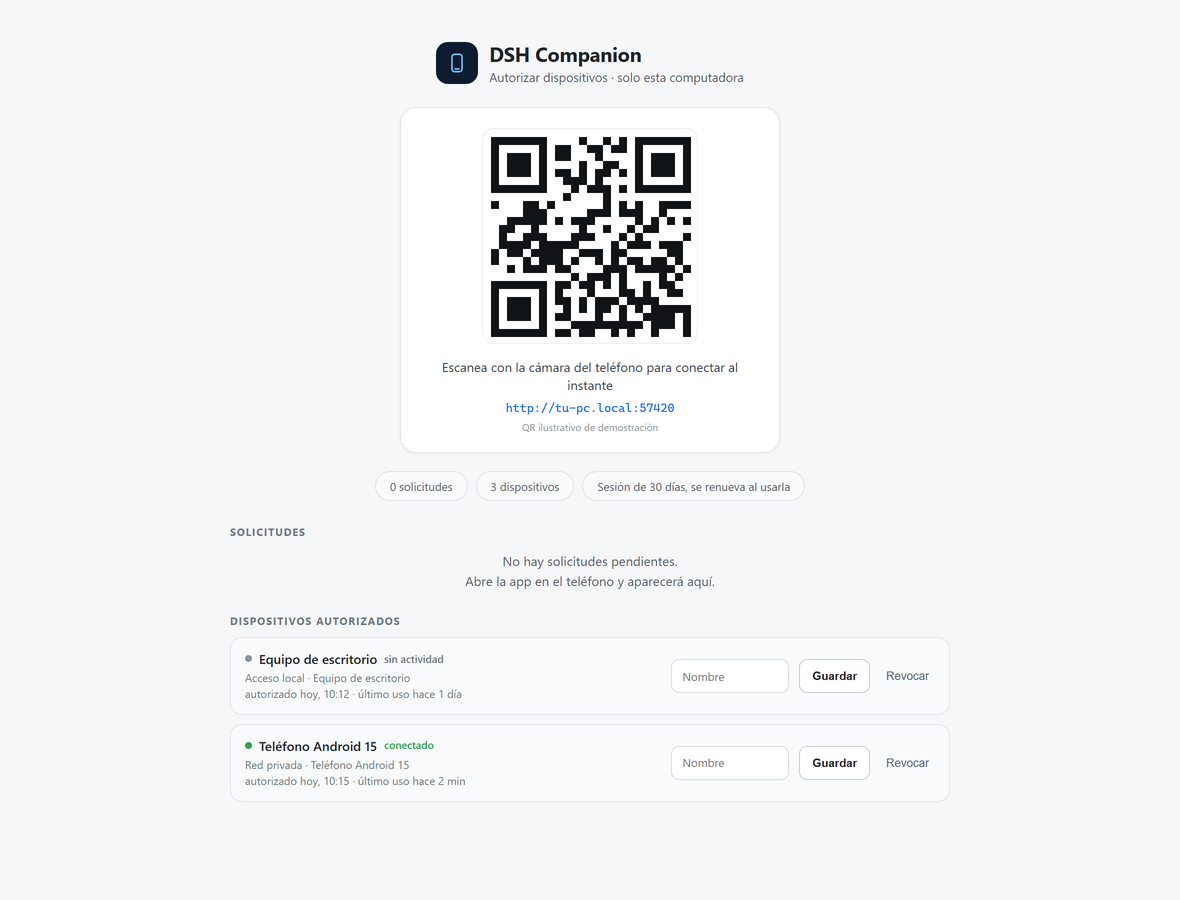 DSH Companion
Autorizar dispositivos · solo esta computadora
Escanea con la cámara del teléfono para conectar al
instante
http://tu-pc.local:57420
QR ilustrativo de demostración
0 solicitudes
3 dispositivos
Sesión de 30 días, se renueva al usarla
SOLICITUDES
No hay solicitudes pendientes.
Abre la app en el teléfono y aparecerá aquí.
DISPOSITIVOS AUTORIZADOS
Equipo de escritorio sin actividad
Acceso local · Equipo de escritorio
autorizado hoy, 10:12 · último uso hace 1 día
Nombre
Guardar
Revocar
Teléfono Android 15 conectado
Red privada · Teléfono Android 15
autorizado hoy, 10:15 · último uso hace 2 min
Nombre
Guardar
Revocar